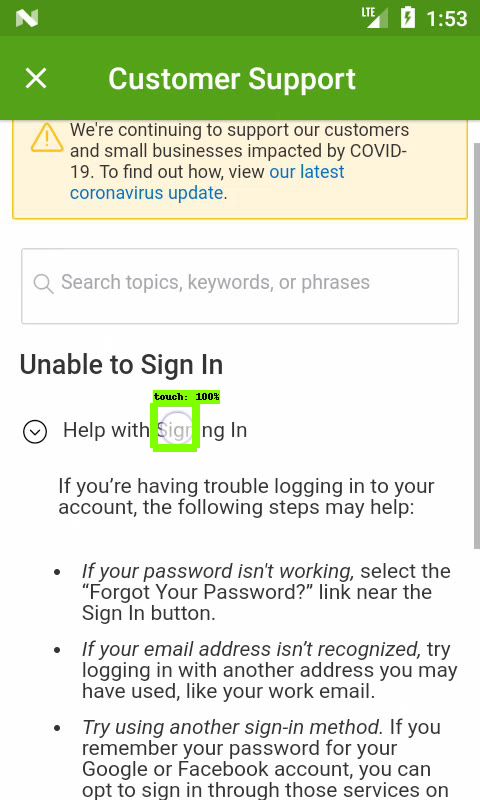 LTE 1:53
Customer Support
We're continuing to support our customers
and small businesses impacted by COVID-
19. To find out how, view our latest
coronavirus update.
Search topics, keywords, or phrases
Unable to Sign In
touch: 100%
Help with Signing In
If you’re having trouble logging in to your
account, the following steps may help:
• If your password isn't working, select the
“Forgot Your Password?” link near the
Sign In button.
• If your email address isn’t recognized, try
logging in with another address you may
have used, like your work email.
• Try using another sign-in method. If you
remember your password for your
Google or Facebook account, you can
opt to sign in through those services on